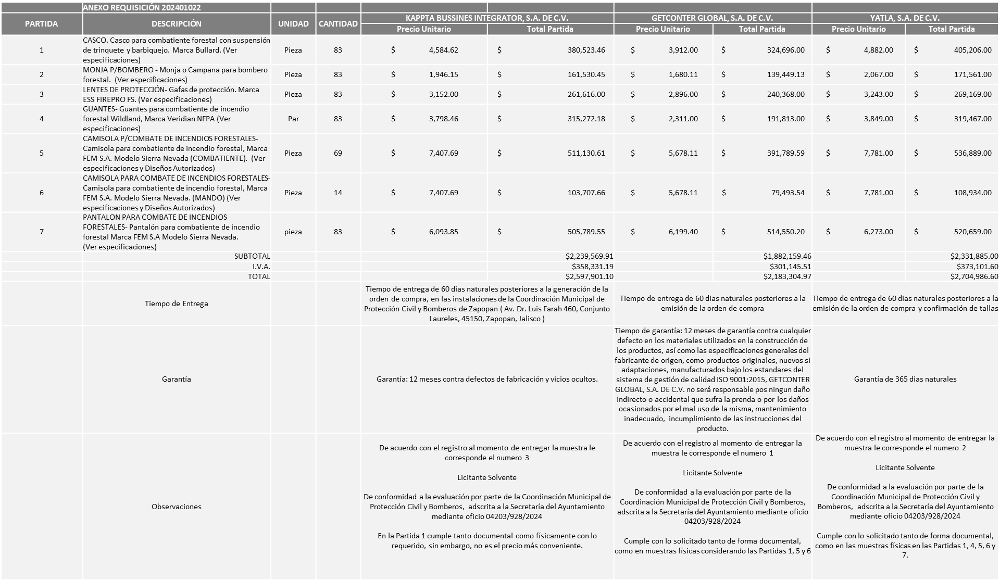 ANEXO REQUISICIÓN 202401022
PARTIDA DESCRIPCIÓN UNIDAD CANTIDAD KAPPTA BUSSINES INTEGRATOR, S.A. DE C.V. GETCONTER GLOBAL, S.A. DE C.V. YATLA, S.A. DE C.V.
Precio Unitario Total Partida Precio Unitario Total Partida Precio Unitario Total Partida
CASCO. Casco para combatiente forestal con suspensión
de trinquete y barbiquejo. Marca Bullard. (Ver
especificaciones)
1 Pieza 83 $ 4,584.62 $ 380,523.46 $ 3,912.00 $ 324,696.00 $ 4,882.00 $ 405,206.00
MONJA P/BOMBERO - Monja o Campana para bombero
forestal. (Ver especificaciones)
2 Pieza 83 $ 1,946.15 $ 161,530.45 $ 1,680.11 $ 139,449.13 $ 2,067.00 $ 171,561.00
LENTES DE PROTECCIÓN- Gafas de protección. Marca
ESS FIREPRO FS. (Ver especificaciones)
3 Pieza 83 $ 3,152.00 $ 261,616.00 $ 2,896.00 $ 240,368.00 $ 3,243.00 $ 269,169.00
GUANTES- Guantes para combatiente de incendio
forestal Wildland, Marca Veridian NFPA (Ver
especificaciones)
4 Par 83 $ 3,798.46 $ 315,272.18 $ 2,311.00 $ 191,813.00 $ 3,849.00 $ 319,467.00
CAMISOLA P/COMBATE DE INCENDIOS FORESTALES-
Camisola para combatiente de incendio forestal, Marca
FEM S.A. Modelo Sierra Nevada (COMBATIENTE). (Ver
especificaciones y Diseños Autorizados)
5 Pieza 69 $ 7,407.69 $ 511,130.61 $ 5,678.11 $ 391,789.59 $ 7,781.00 $ 536,889.00
CAMISOLA PARA COMBATE DE INCENDIOS FORESTALES-
Camisola para combatiente de incendio forestal, Marca
FEM S.A. Modelo Sierra Nevada. (MANDO) (Ver
especificaciones y Diseños Autorizados)
6 Pieza 14 $ 7,407.69 $ 103,707.66 $ 5,678.11 $ 79,493.54 $ 7,781.00 $ 108,934.00
PANTALON PARA COMBATE DE INCENDIOS
FORESTALES- Pantalón para combatiente de incendio
forestal Marca FEM S.A Modelo Sierra Nevada.
(Ver especificaciones)
7 pieza 83 $ 6,093.85 $ 505,789.55 $ 6,199.40 $ 514,550.20 $ 6,273.00 $ 520,659.00
SUBTOTAL $2,239,569.91 $1,882,159.46 $2,331,885.00
I.V.A. $358,331.19 $301,145.51 $373,101.60
TOTAL $2,597,901.10 $2,183,304.97 $2,704,986.60
Tiempo de Entrega
Tiempo de entrega de 60 dias naturales posteriores a la generación de la
orden de compra, en las instalaciones de la Coordinación Municipal de
Protección Civil y Bomberos de Zapopan ( Av. Dr. Luis Farah 460, Conjunto
Laureles, 45150, Zapopan, Jalisco )
Tiempo de entrega de 60 dias naturales posteriores a la
emisión de la orden de compra
Tiempo de entrega de 60 dias naturales posteriores a la
emisión de la orden de compra y confirmación de tallas
Garantía
Garantía: 12 meses contra defectos de fabricación y vicios ocultos.
Tiempo de garantía: 12 meses de garantía contra cualquier
defecto en los materiales utilizados en la construcción de
los productos, así como las especificaciones generales del
fabricante de origen, como productos originales, nuevos si
adaptaciones, manufacturados bajo los estandares del
sistema de gestión de calidad ISO 9001:2015, GETCONTER
GLOBAL, S.A. DE C.V. no será responsable pos ningun daño
indirecto o accidental que sufra la prenda o por los daños
ocasionados por el mal uso de la misma, mantenimiento
inadecuado, incumplimiento de las instrucciones del
producto.
Garantía de 365 dias naturales
Observaciones
De acuerdo con el registro al momento de entregar la muestra le
corresponde el numero 3
Licitante Solvente
De conformidad a la evaluación por parte de la Coordinación Municipal de
Protección Civil y Bomberos, adscrita a la Secretaría del Ayuntamiento
mediante oficio 04203/928/2024
En la Partida 1 cumple tanto documental como físicamente con lo
requerido, sin embargo, no es el precio más conveniente.
De acuerdo con el registro al momento de entregar la
muestra le corresponde el numero 1
Licitante Solvente
De conformidad a la evaluación por parte de la
Coordinación Municipal de Protección Civil y Bomberos,
adscrita a la Secretaría del Ayuntamiento mediante oficio
04203/928/2024
Cumple con lo solicitado tanto de forma documental,
como en muestras físicas considerando las Partidas 1, 5 y 6
De acuerdo con el registro al momento de entregar la
muestra le corresponde el numero 2
Licitante Solvente
De conformidad a la evaluación por parte de la
Coordinación Municipal de Protección Civil y
Bomberos, adscrita a la Secretaría del Ayuntamiento
mediante oficio 04203/928/2024
Cumple con lo solicitado tanto de forma documental,
como en las muestras físicas en las Partidas 1, 4, 5, 6 y
7.